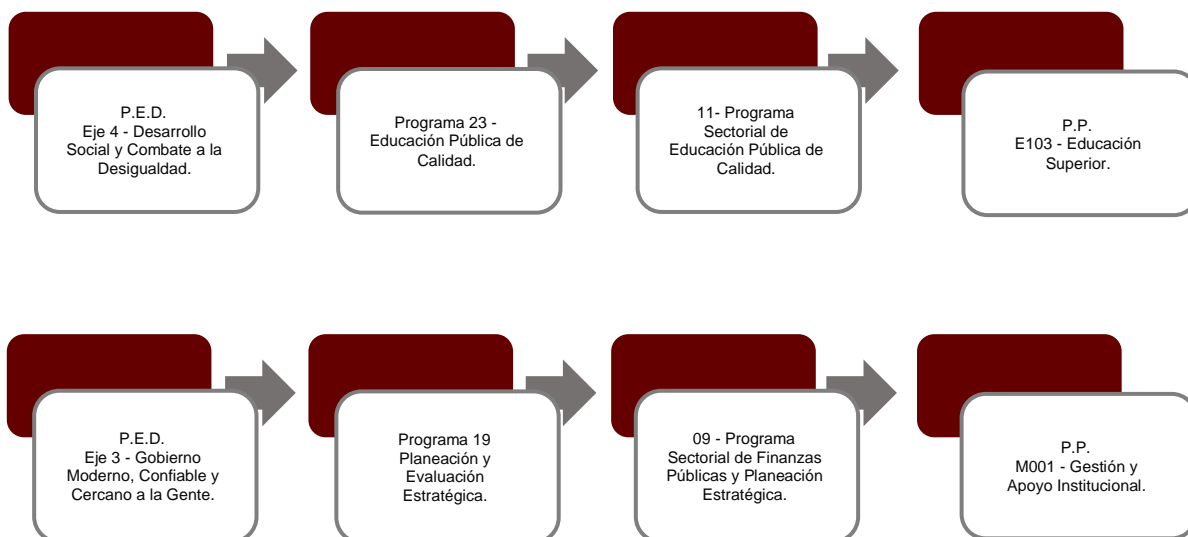 P.E.D.
Eje 4 - Desarrollo
Social y Combate a la
Desigualdad.
Programa 23 -
Educación Pública de
Calidad.
11- Programa
Sectorial de
Educación Pública de
Calidad.
P.P.
E103 - Educación
Superior.
P.E.D.
Eje 3 - Gobierno
Moderno, Confiable y
Cercano a la Gente.
Programa 19
Planeación y
Evaluación
Estratégica.
09 - Programa
Sectorial de Finanzas
Públicas y Planeación
Estratégica.
P.P.
M001 - Gestión y
Apoyo Institucional.